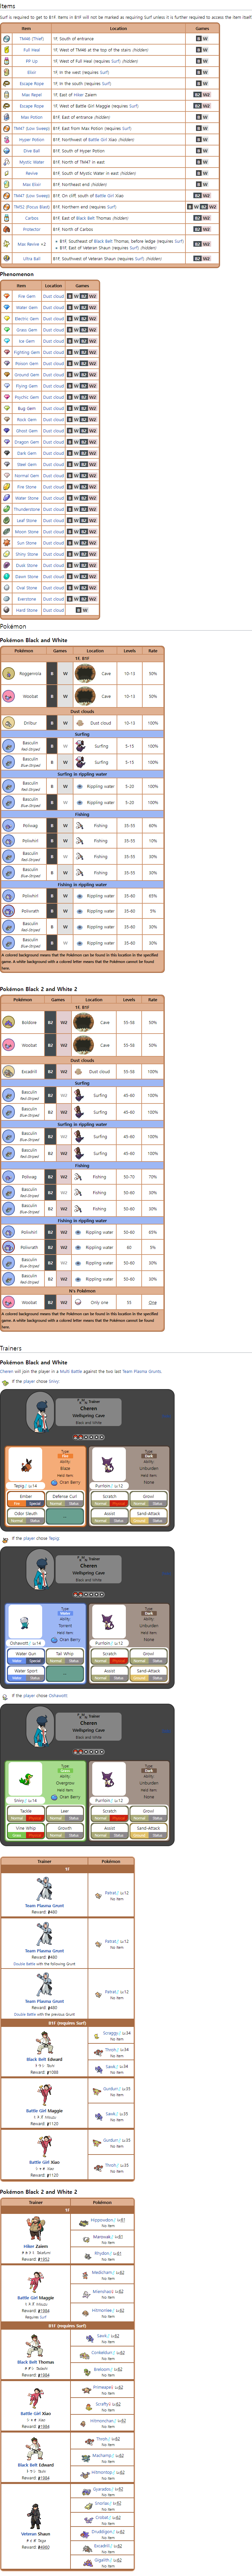 Items
Surf is required to get to B1F. Items in B1F will not be marked as requiring Surf unless it is further required to access the item itself.
Item Location Games
TM46 (Thief) 1F, South of entrance B W
Full Heal 1F, West of TM46 at the top of the stairs (hidden) B W
PP Up 1F, West of Full Heal (requires Surf) (hidden) B W
Elixir 1F, in the vast (requires Surf) B W
Escape Rope 1F, in the south (requires Surf) B W
Max Repel 1F, East of Hiker Zaiem B2 W2
Escape Rope 1F, West of Battle Girl Maggie (requires Surf) B2 W2
Max Potion B1F, East of entrance (hidden) B W
TM47 (Low Sweep) B1F, East from Max Potion (requires Surf) B W
Hyper Potion B1F, Northwest of Battle Girl Xiao (hidden) B W
Dive Ball B1F, South of Hyper Potion B W
Mystic Water B1F, North of TM47 in east B W
Revive B1F, South of Mystic Water in east (hidden) B W
Max Elixir B1F, Northeast end (hidden) B W
TM47 (Low Sweep) B1F, On cliff, south of Battle Girl Xiao B2 W2
TM52 (Focus Blast) B1F, Northern end (requires Surf) B W B2 W2
Carbos B1F, East of Black Belt Thomas (hidden) B2 W2
Protector B1F, North of Carbos B2 W2
Max Revive ×2
B1F, Southeast of Black Belt Thomas, before ledge (requires Surf)
B1F, East of Veteran Shaun (requires Surf) (hidden)
B2 W2
Ultra Ball B1F, Southwest of Veteran Shaun (requires Surf) (hidden) B2 W2
Phenomenon
Item Location Games
Fire Gem Dust cloud B W B2 W2
Water Gem Dust cloud B W B2 W2
Electric Gem Dust cloud B W B2 W2
Grass Gem Dust cloud B W B2 W2
Ice Gem Dust cloud B W B2 W2
Fighting Gem Dust cloud B W B2 W2
Poison Gem Dust cloud B W B2 W2
Ground Gem Dust cloud B W B2 W2
Flying Gem Dust cloud B W B2 W2
Psychic Gem Dust cloud B W B2 W2
Bug Gem Dust cloud B W B2 W2
Rock Gem Dust cloud B W B2 W2
Ghost Gem Dust cloud B W B2 W2
Dragon Gem Dust cloud B W B2 W2
Dark Gem Dust cloud B W B2 W2
Steel Gem Dust cloud B W B2 W2
Normal Gem Dust cloud B W B2 W2
Fire Stone Dust cloud B W B2 W2
Water Stone Dust cloud B W B2 W2
Thunderstone Dust cloud B W B2 W2
Leaf Stone Dust cloud B W B2 W2
Moon Stone Dust cloud B W B2 W2
Sun Stone Dust cloud B W B2 W2
Shiny Stone Dust cloud B W B2 W2
Dusk Stone Dust cloud B W B2 W2
Dawn Stone Dust cloud B W B2 W2
Oval Stone Dust cloud B W B2 W2
Everstone Dust cloud B W B2 W2
Hard Stone Dust cloud B W
Pokémon
Pokémon Black and White
Pokémon Games Location Levels Rate
1F, B1F
Roggenrola B W Cave 10-13 50%
Woobat B W Cave 10-13 50%
Dust clouds
Drilbur B W Dust cloud 10-13 100%
Surfing
Basculin
Red-Striped
B W Surfing 5-15 100%
Basculin
Blue-Striped
B W Surfing 5-15 100%
Surfing in rippling water
Basculin
Red-Striped
B W Rippling water 5-20 100%
Basculin
Blue-Striped
B W Rippling water 5-20 100%
Fishing
Poliwag B W Fishing 35-55 60%
Poliwhirl B W Fishing 35-55 10%
Basculin
Red-Striped
B W Fishing 35-55 30%
Basculin
Blue-Striped
B W Fishing 35-55 30%
Fishing in rippling water
Poliwhirl B W Rippling water 35-60 65%
Poliwrath B W Rippling water 35-60 5%
Basculin
Red-Striped
B W Rippling water 35-60 30%
Basculin
Blue-Striped
B W Rippling water 35-60 30%
A colored background means that the Pokémon can be found in this location in the specified
game. A white background with a colored letter means that the Pokémon cannot be found
here.
Pokémon Black 2 and White 2
Pokémon Games Location Levels Rate
1F, B1F
Boldore B2 W2 Cave 55-58 50%
Woobat B2 W2 Cave 55-58 50%
Dust clouds
Excadrill B2 W2 Dust cloud 55-58 100%
Surfing
Basculin
Red-Striped
B2 W2 Surfing 45-60 100%
Basculin
Blue-Striped
B2 W2 Surfing 45-60 100%
Surfing in rippling water
Basculin
Blue-Striped
B2 W2 Surfing 45-60 100%
Basculin
Red-Striped
B2 W2 Surfing 45-60 100%
Fishing
Poliwag B2 W2 Fishing 50-70 70%
Basculin
Red-Striped
B2 W2 Fishing 50-60 30%
Basculin
Blue-Striped
B2 W2 Fishing 50-60 30%
Fishing in rippling water
Poliwhirl B2 W2 Rippling water 50-60 65%
Poliwrath B2 W2 Rippling water 60 5%
Basculin
Blue-Striped
B2 W2 Rippling water 50-60 30%
Basculin
Red-Striped
B2 W2 Rippling water 50-60 30%
N's Pokémon
Woobat B2 W2 Only one 55 One
A colored background means that the Pokémon can be found in this location in the specified
game. A white background with a colored letter means that the Pokémon cannot be found
here.
Trainers
Pokémon Black and White
Cheren will join the player in a Multi Battle against the two last Team Plasma Grunts.
If the player chose Snivy:
Trainer
Cheren
Wellspring Cave
Black and White
Type
Fire
Ability
Blaze
Held item
Oran Berry
Tepig Lv.14
Ember Defense Curl
Fire Special Normal Status
Odor Sleuth —
Normal Status
Type
Dark
Ability
Unburden
Held item
None
Purrloin Lv.12
Scratch Growl
Normal Physical Normal Status
Assist Sand-Attack
Normal Status Ground Status
If the player chose Tepig:
Trainer
Cheren
Wellspring Cave
Black and White
Type
Water
Ability
Torrent
Held item
Oran Berry
Oshawott Lv.14
Water Gun Tail Whip
Water Special Normal Status
Water Sport —
Water Status
Type
Dark
Ability
Unburden
Held item
None
Purrloin Lv.12
Scratch Growl
Normal Physical Normal Status
Assist Sand-Attack
Normal Status Ground Status
If the player chose Oshawott:
Trainer
Cheren
Wellspring Cave
Black and White
Type
Grass
Ability
Overgrow
Held item
Oran Berry
Snivy Lv.14
Tackle Leer
Normal Physical Normal Status
Vine Whip Growth
Grass Physical Normal Status
Type
Dark
Ability
Unburden
Held item
None
Purrloin Lv.12
Scratch Growl
Normal Physical Normal Status
Assist Sand-Attack
Normal Status Ground Status
Trainer Pokémon
1F
Team Plasma Grunt
Reward: 480
Patrat Lv.12
No item
Team Plasma Grunt
Reward: 480
Double Battle with the following Grunt
Patrat Lv.12
No item
Team Plasma Grunt
Reward: 480
Double Battle with the previous Grunt
Patrat Lv.12
No item
B1F (requires Surf)
Black Belt Edward
Reward: 1088
Scraggy Lv.34
No item
Throh Lv.34
No item
Sawk Lv.34
No item
Battle Girl Maggie
Reward: 1120
Gurdurr Lv.35
No item
Sawk Lv.35
No item
Battle Girl Xiao
Reward: 1120
Gurdurr Lv.35
No item
Throh Lv.35
No item
Pokémon Black 2 and White 2
Trainer Pokémon
1F
Hiker Zaiem
Reward: 1952
Hippowdon Lv.61
No item
Marowak Lv.61
No item
Rhydon Lv.61
No item
Battle Girl Maggie
Reward: 1984
Requires Surf
Medicham Lv.62
No item
Mienshao Lv.62
No item
Hitmonlee Lv.62
No item
B1F (requires Surf)
Black Belt Thomas
Reward: 1984
Sawk Lv.62
No item
Conkeldurr Lv.62
No item
Breloom Lv.62
No item
Battle Girl Xiao
Reward: 1984
Primeape Lv.62
No item
Scrafty Lv.62
No item
Hitmonchan Lv.62
No item
Black Belt Edward
Reward: 1984
Throh Lv.62
No item
Machamp Lv.62
No item
Hitmontop Lv.62
No item
Veteran Shaun
Reward: 4960
Gyarados Lv.62
No item
Snorlax Lv.62
No item
Crobat Lv.62
No item
Druddigon Lv.62
No item
Excadrill Lv.62
No item
Gigalith Lv.62
No item